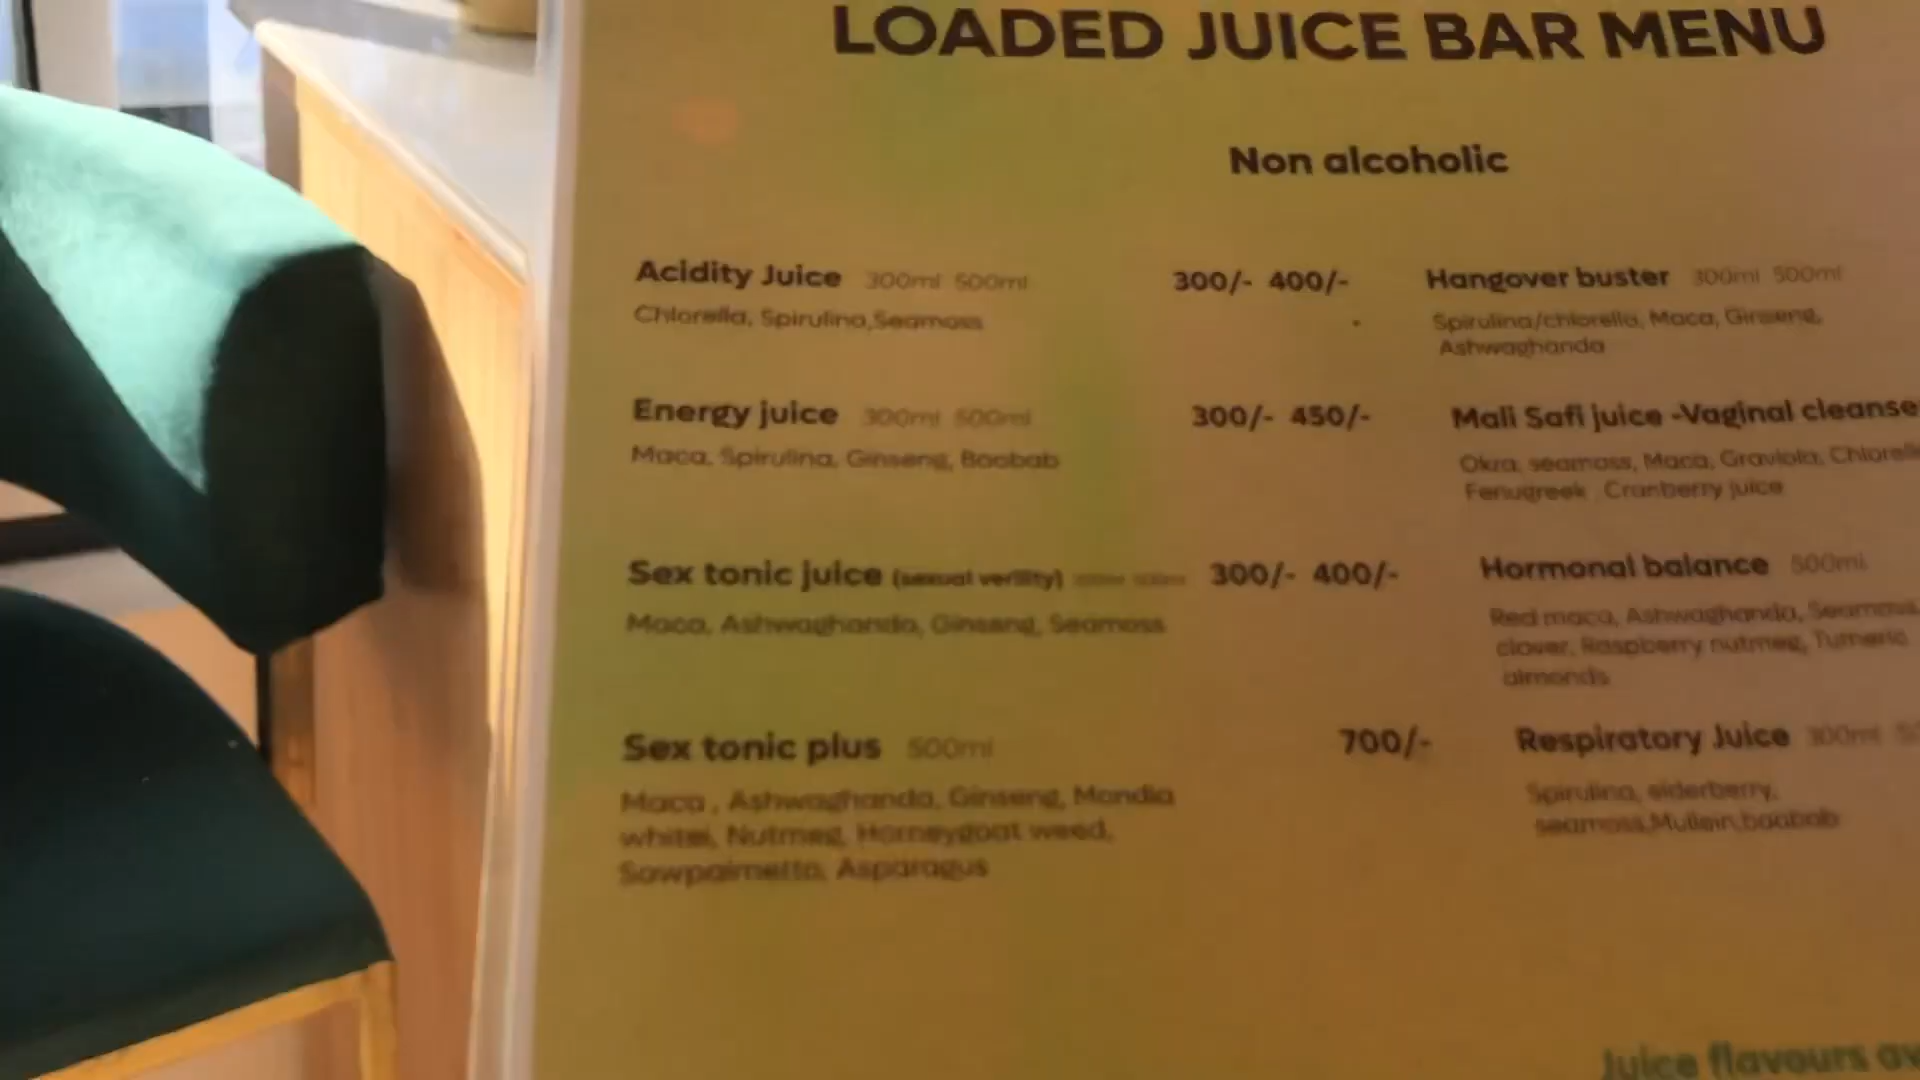 LOADED JUICE BAR MENU
Non alcoholic
Acidity Juice 300ml 500ml 300/- 400/-
Chlorella, Spirulina,Seamoss
Energy juice 300ml 500ml 300/- 450/-
Maca, Spirulina, Ginseng, Baobab
Sex tonic juice (sexual verility) 300/- 400/-
Maca, Ashwaghanda, Ginseng, Seamoss
Sex tonic plus 500ml 700/-
Maca , Ashwaghanda, Ginseng, Mondia
whitei, Nutmeg, Horneygoat weed,
Sawpalmetto, Asparagus
Hangover buster 300ml 500ml
Spirulina/chlorella, Maca, Ginseng,
Ashwaghanda
Mali Safi juice -Vaginal cleanse
Okra, seamoss, Maca, Graviola, Chlorella
Fenugreek Cranberry juice
Hormonal balance 500ml
Red maca, Ashwaghanda, Seamoss,
clover, Raspberry nutmeg, Tumeric
almonds
Respiratory Juice 300ml
Spirulina, elderberry,
seamoss,Mullein,baobab
Juice flavours av